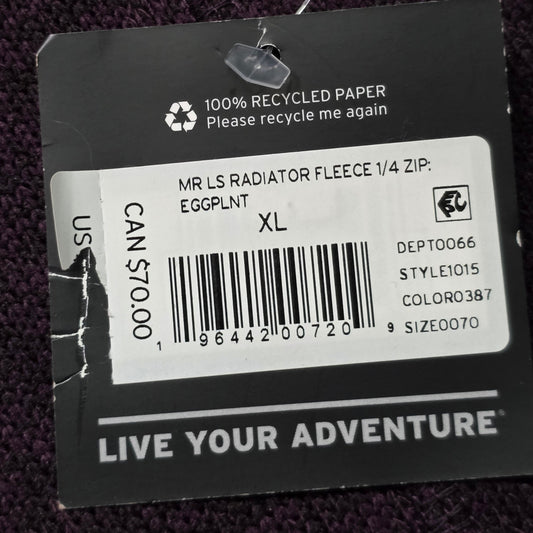 100% RECYCLED PAPER
Please recycle me again
MR LS RADIATOR FLEECE 1/4 ZIP:
EGGPLNT
XL
DEPT0066
STYLE1015
COLOR0387
SIZE0070
1 96442 00720 9
CAN $70.00
US
LIVE YOUR ADVENTURE®